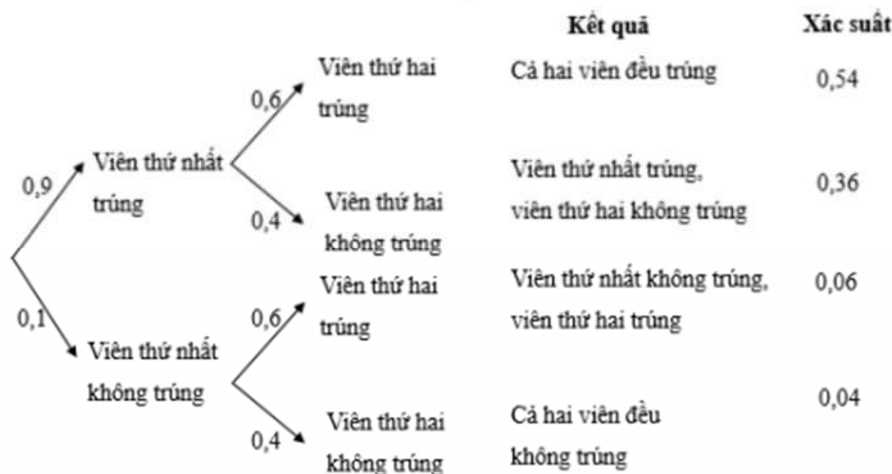 Kết quả
Xác suất
Viên thứ hai
trúng
Cả hai viên đều trúng
0,54
0,6
Viên thứ nhất
trúng
0,9
Viên thứ nhất trúng,
viên thứ hai không trúng
0,36
0,4
Viên thứ hai
không trúng
Viên thứ hai
trúng
Viên thứ nhất không trúng,
viên thứ hai trúng
0,06
0,1
0,6
Viên thứ nhất
không trúng
0,4
Viên thứ hai
không trúng
Cả hai viên đều
không trúng
0,04